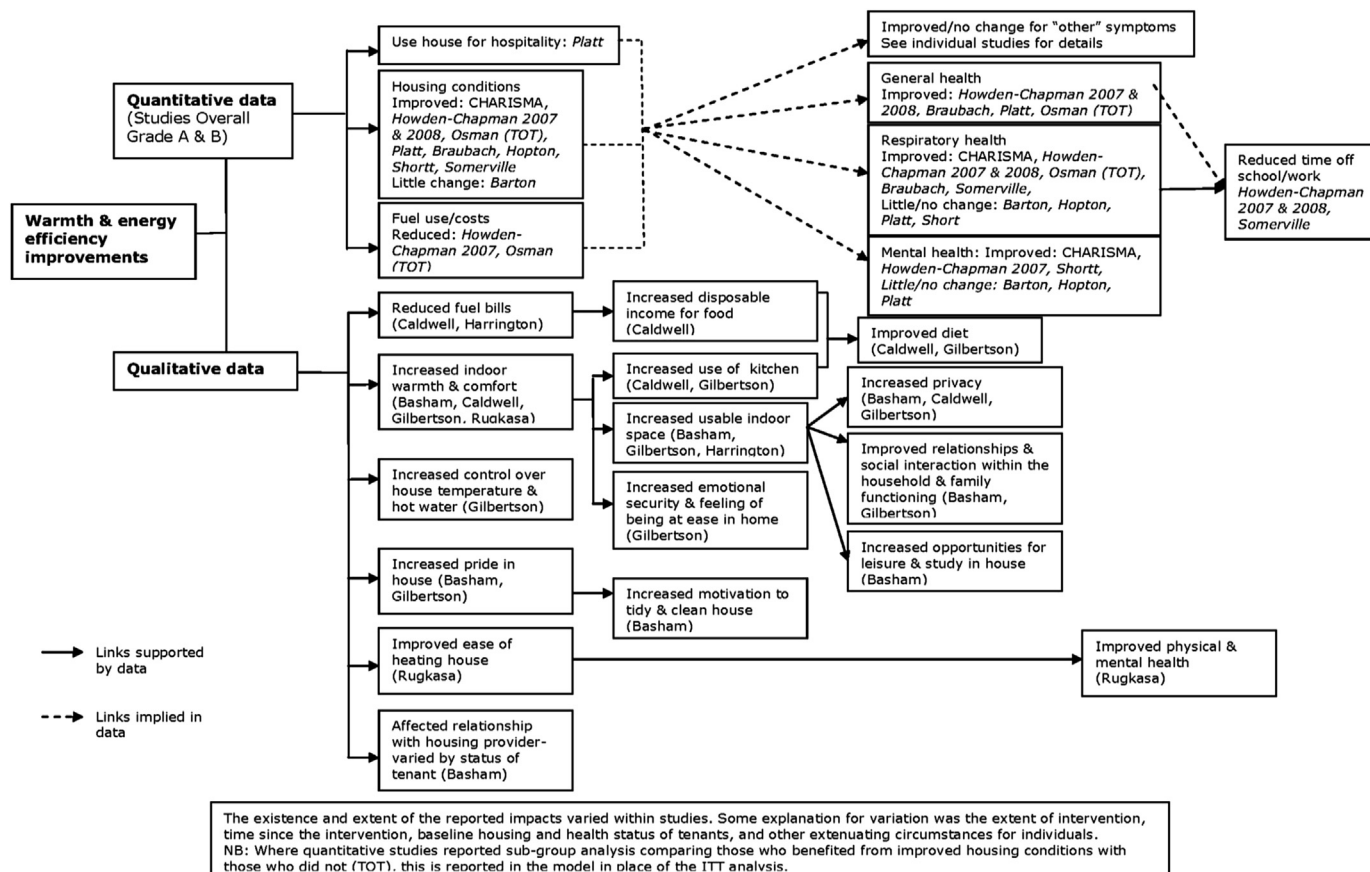 Warmth & energy
efficiency
improvements
Quantitative data
(Studies Overall
Grade A & B)
Use house for hospitality: Platt
Housing conditions
Improved: CHARISMA,
Howden-Chapman 2007
& 2008, Osman (TOT),
Platt, Braubach, Hopton,
Shortt, Somerville
Little change: Barton
Fuel use/costs
Reduced: Howden-
Chapman 2007, Osman
(TOT)
Improved/no change for “other” symptoms
See individual studies for details
General health
Improved: Howden-Chapman 2007 &
2008, Braubach, Platt, Osman (TOT)
Respiratory health
Improved: CHARISMA, Howden-
Chapman 2007 & 2008, Osman (TOT),
Braubach, Somerville,
Little/no change: Barton, Hopton,
Platt, Short
Mental health: Improved: CHARISMA,
Howden-Chapman 2007, Shortt,
Little/no change: Barton, Hopton,
Platt
Reduced time off
school/work
Howden-Chapman
2007 & 2008,
Somerville
Qualitative data
Reduced fuel bills
(Caldwell, Harrington)
Increased indoor
warmth & comfort
(Basham, Caldwell,
Gilbertson, Rugkasa)
Increased control over
house temperature &
hot water (Gilbertson)
Increased pride in
house (Basham,
Gilbertson)
Improved ease of
heating house
(Rugkasa)
Affected relationship
with housing provider-
varied by status of
tenant (Basham)
Increased disposable
income for food
(Caldwell)
Increased use of kitchen
(Caldwell, Gilbertson)
Increased usable indoor
space (Basham,
Gilbertson, Harrington)
Increased emotional
security & feeling of
being at ease in home
(Gilbertson)
Increased motivation to
tidy & clean house
(Basham)
Improved diet
(Caldwell, Gilbertson)
Increased privacy
(Basham, Caldwell,
Gilbertson)
Improved relationships &
social interaction within the
household & family
functioning (Basham,
Gilbertson)
Increased opportunities for
leisure & study in house
(Basham)
Improved physical &
mental health
(Rugkasa)
Links supported
by data
Links implied in
data
The existence and extent of the reported impacts varied within studies. Some explanation for variation was the extent of intervention,
time since the intervention, baseline housing and health status of tenants, and other extenuating circumstances for individuals.
NB: Where quantitative studies reported sub-group analysis comparing those who benefited from improved housing conditions with
those who did not (TOT), this is reported in the model in place of the ITT analysis.